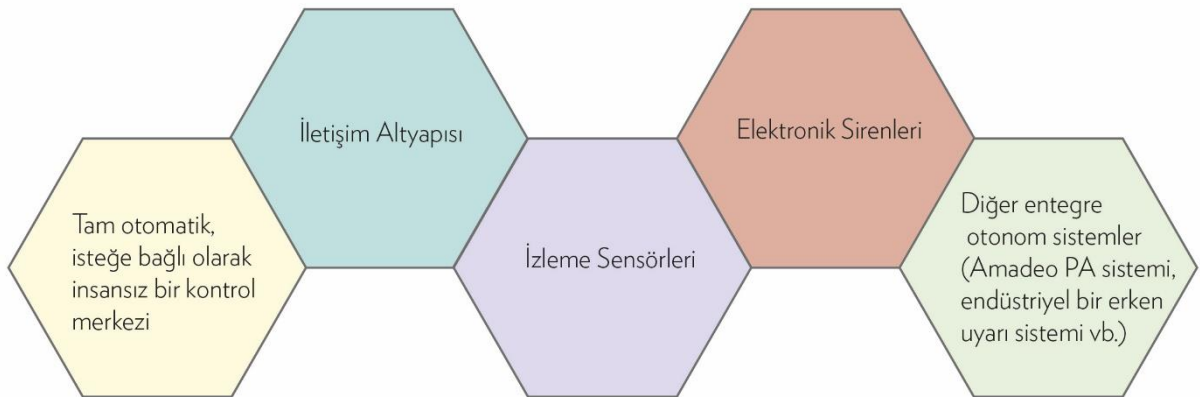 Tam otomatik,
isteğe bağlı olarak
insansız bir kontrol
merkezi
İletişim Altyapısı
İzleme Sensörleri
Elektronik Sirenleri
Diğer entegre
otonom sistemler
(Amadeo PA sistemi,
endüstriyel bir erken
uyarı sistemi vb.)